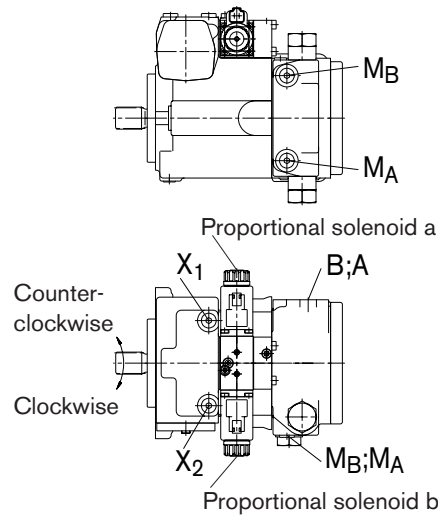 MB
MA
Proportional solenoid a
X1
B;A
Counter-
clockwise
Clockwise
X2
MB;MA
Proportional solenoid b